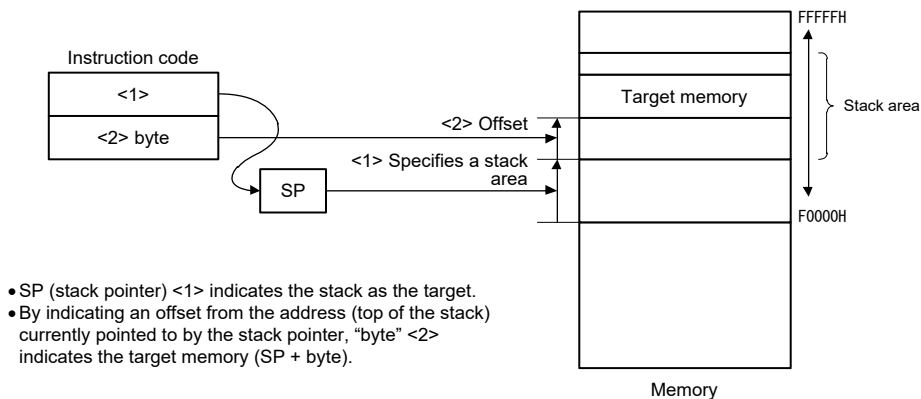 FFFFFH
Instruction code
<1>
Target memory
Stack area
<2> byte
<2> Offset
<1> Specifies a stack
area
SP
F0000H
• SP (stack pointer) <1> indicates the stack as the target.
• By indicating an offset from the address (top of the stack)
currently pointed to by the stack pointer, “byte” <2>
indicates the target memory (SP + byte).
Memory